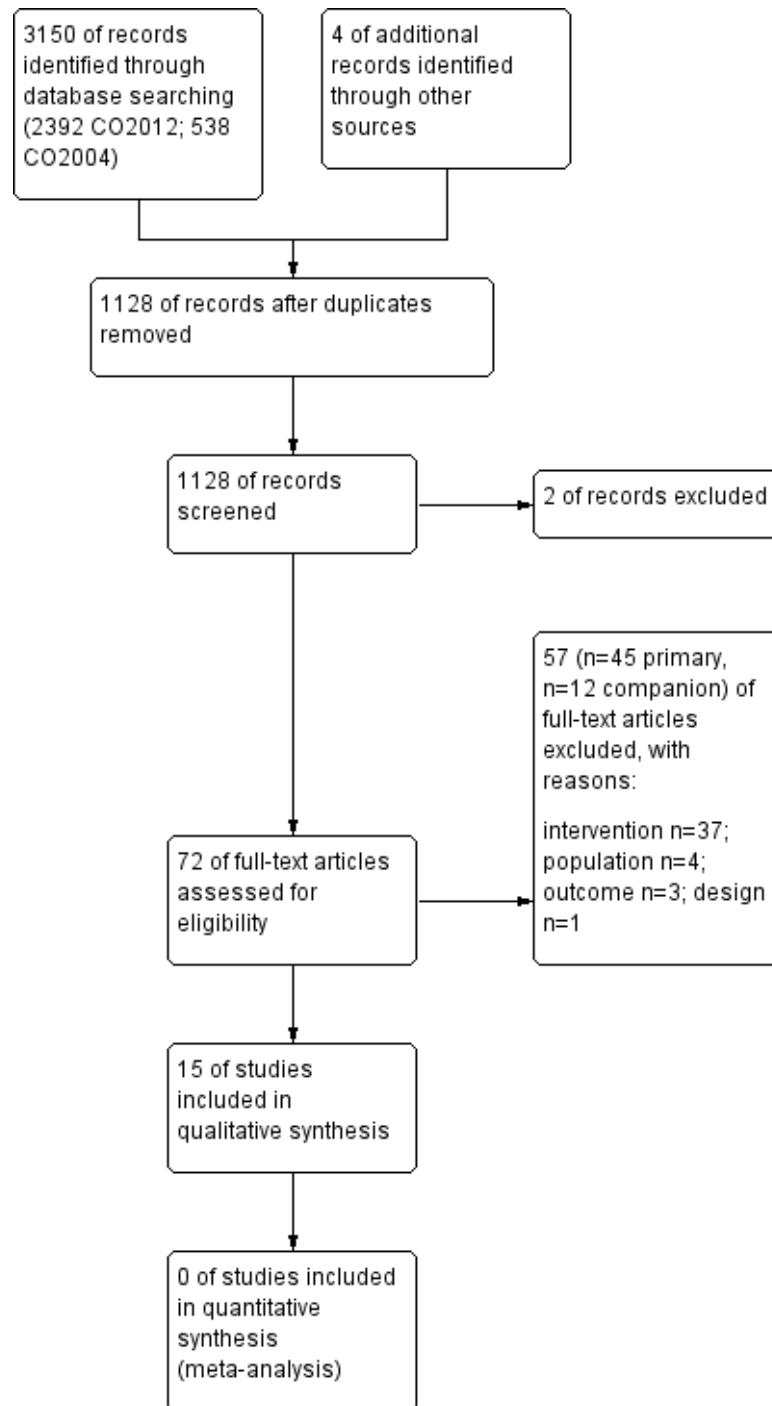 3150 of records
identified through
database searching
(2392 CO2012; 538
CO2004)
4 of additional
records identified
through other
sources
1128 of records after duplicates
removed
1128 of records
screened
2 of records excluded
57 (n=45 primary,
n=12 companion) of
full-text articles
excluded, with
reasons:
intervention n=37;
population n=4;
outcome n=3; design
n=1
72 of full-text articles
assessed for
eligibility
15 of studies
included in
qualitative synthesis
0 of studies included
in quantitative
synthesis
(meta-analysis)